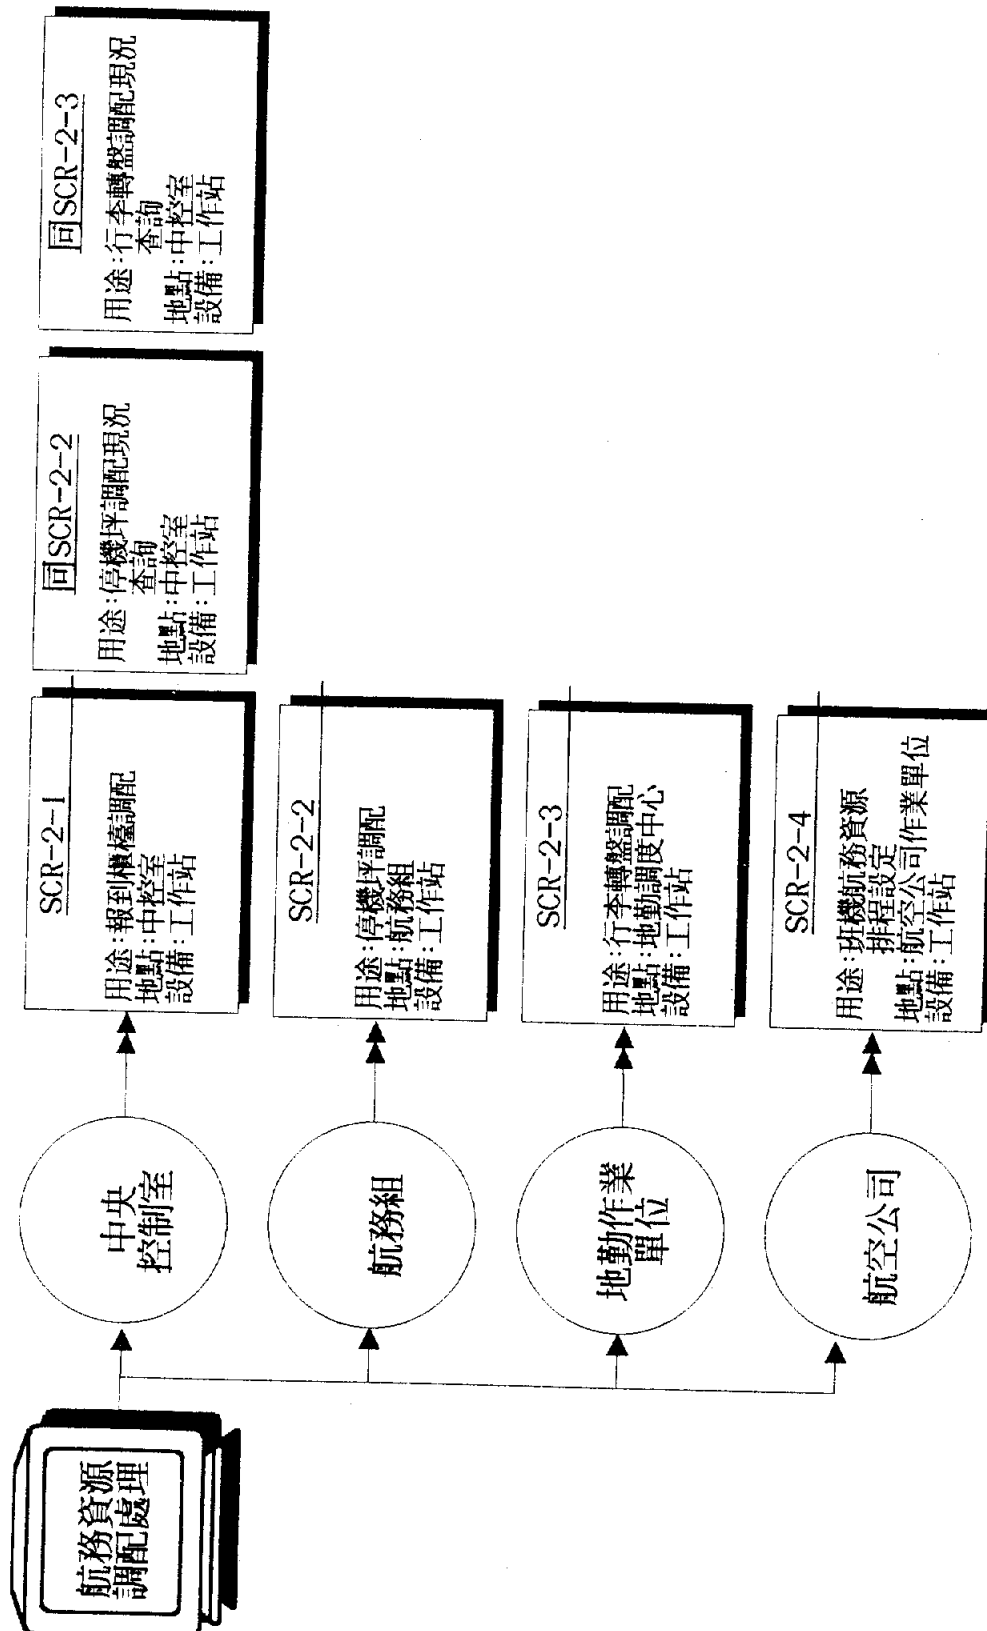 航務資源
調配處理
中央
控制室
SCR-2-1
用途:報到櫃檯調配
地點:中控室
設備:工作站
同SCR-2-2
用途:停機坪調配現況
查詢
地點:中控室
設備:工作站
同SCR-2-3
用途:行李轉盤調配現況
查詢
地點:中控室
設備:工作站
航務組
SCR-2-2
用途:停機坪調配
地點:航務組
設備:工作站
地勤作業
單位
SCR-2-3
用途:行李轉盤調配
地點:地勤調度中心
設備:工作站
航空公司
SCR-2-4
用途:班機航務資源
排程設定
地點:航空公司作業單位
設備:工作站